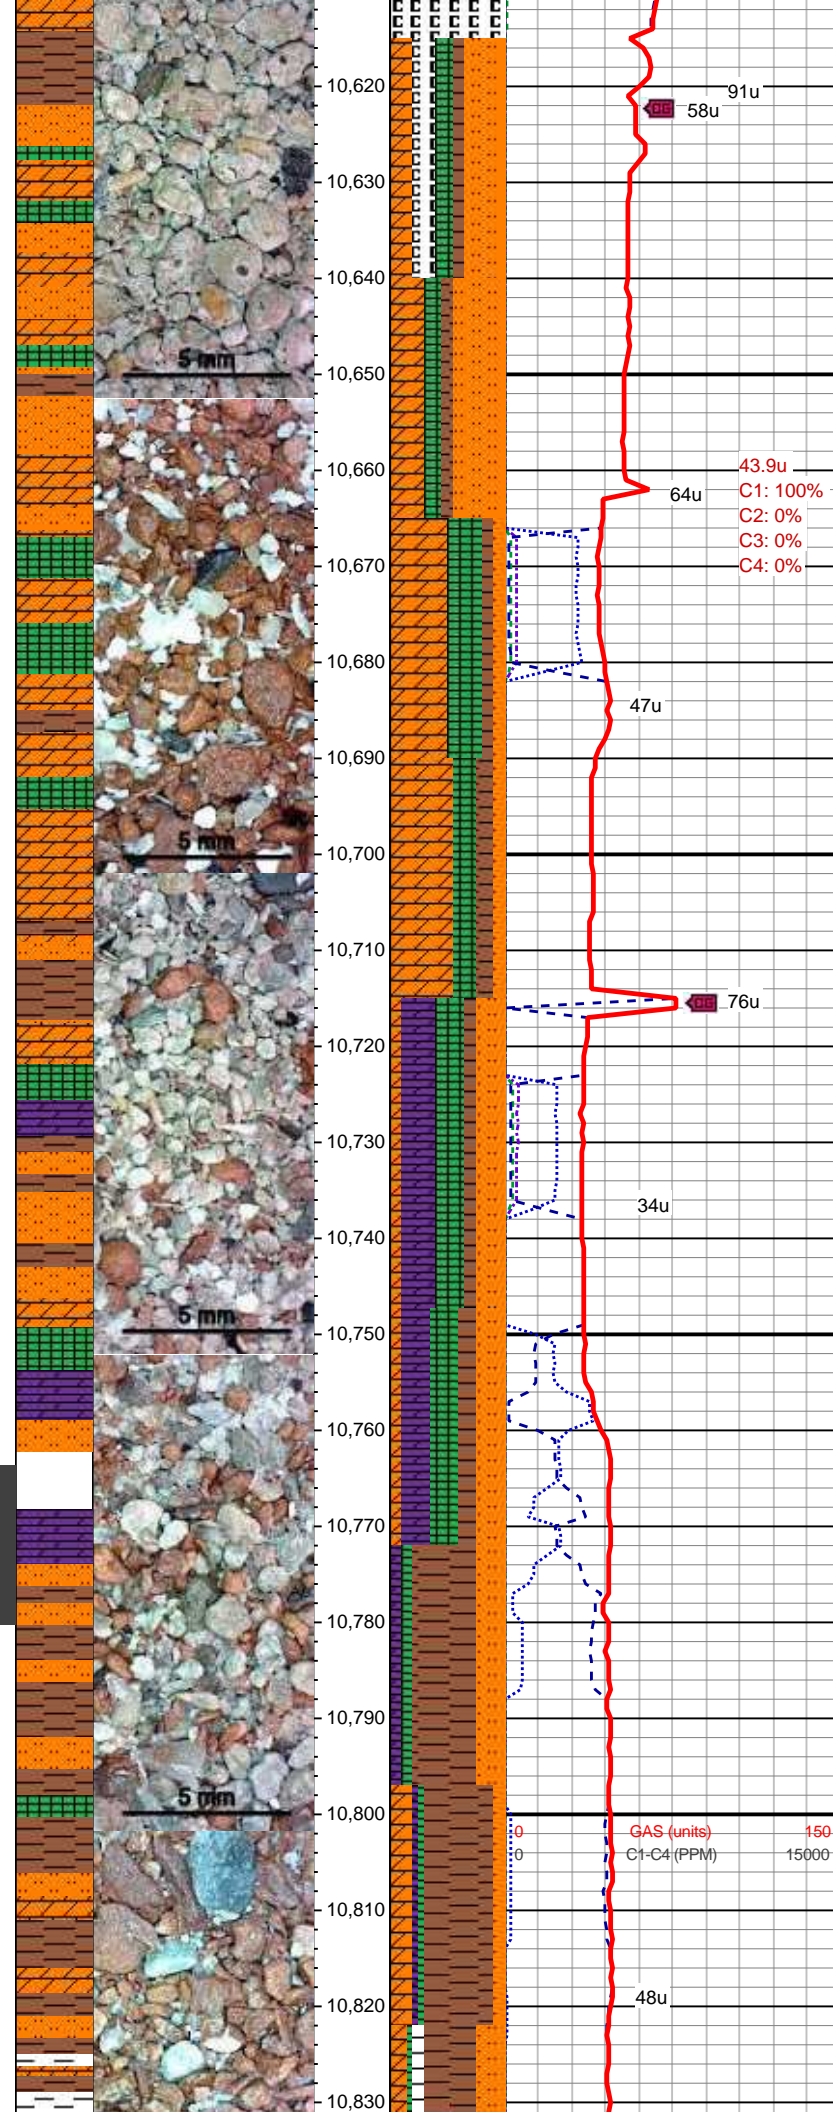 10,620
91u
CG
58u
10,630
10,640
5 mm
10,650
10,660
43.9u
64u
C1: 100%
C2: 0%
C3: 0%
10,670
C4: 0%
10,680
47u
10,690
5 mm
10,700
10,710
CG
76u
10,720
10,730
34u
10,740
5 mm
10,750
10,760
10,770
10,780
10,790
5 mm
10,800
0 GAS (units) 150
0 C1-C4 (PPM) 15000
10,810
48u
10,820
10,830